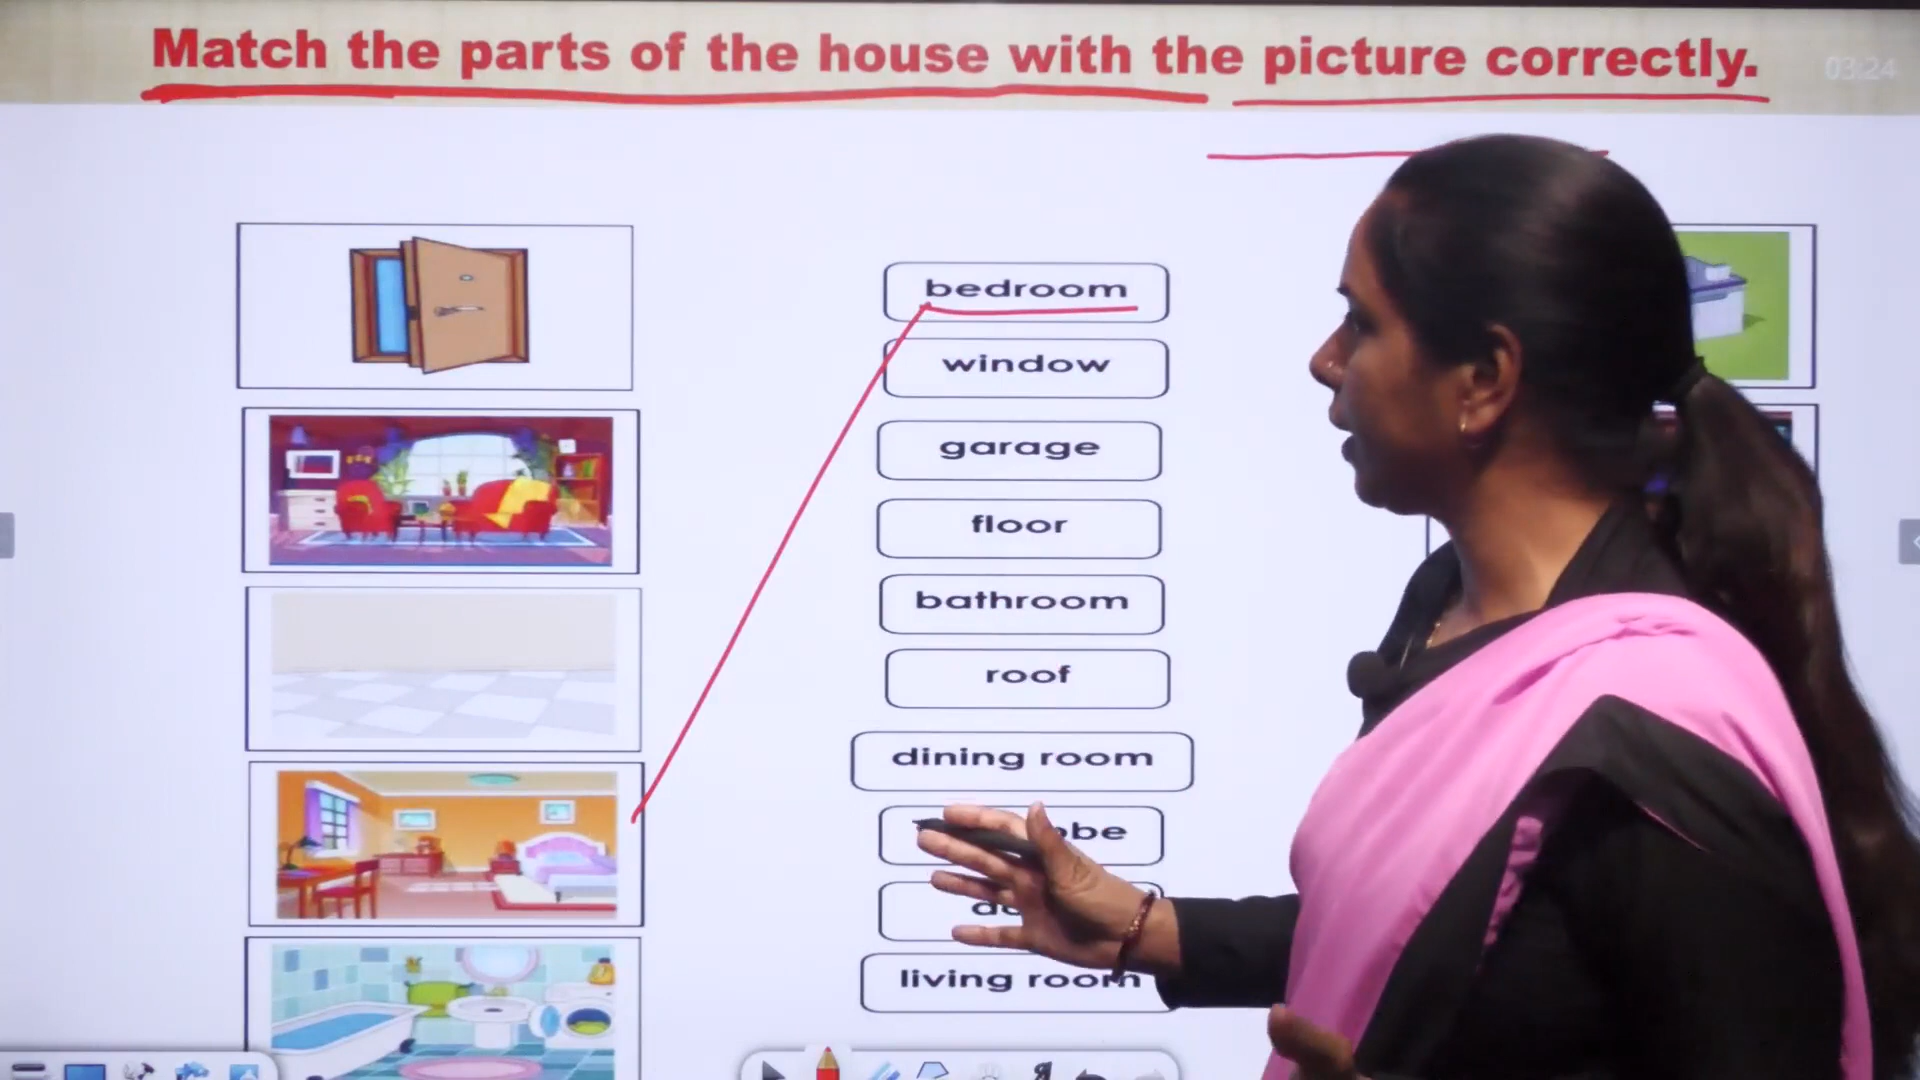 Match the parts of the house with the picture correctly.
03:24
bedroom
window
garage
floor
bathroom
roof
dining room
living room